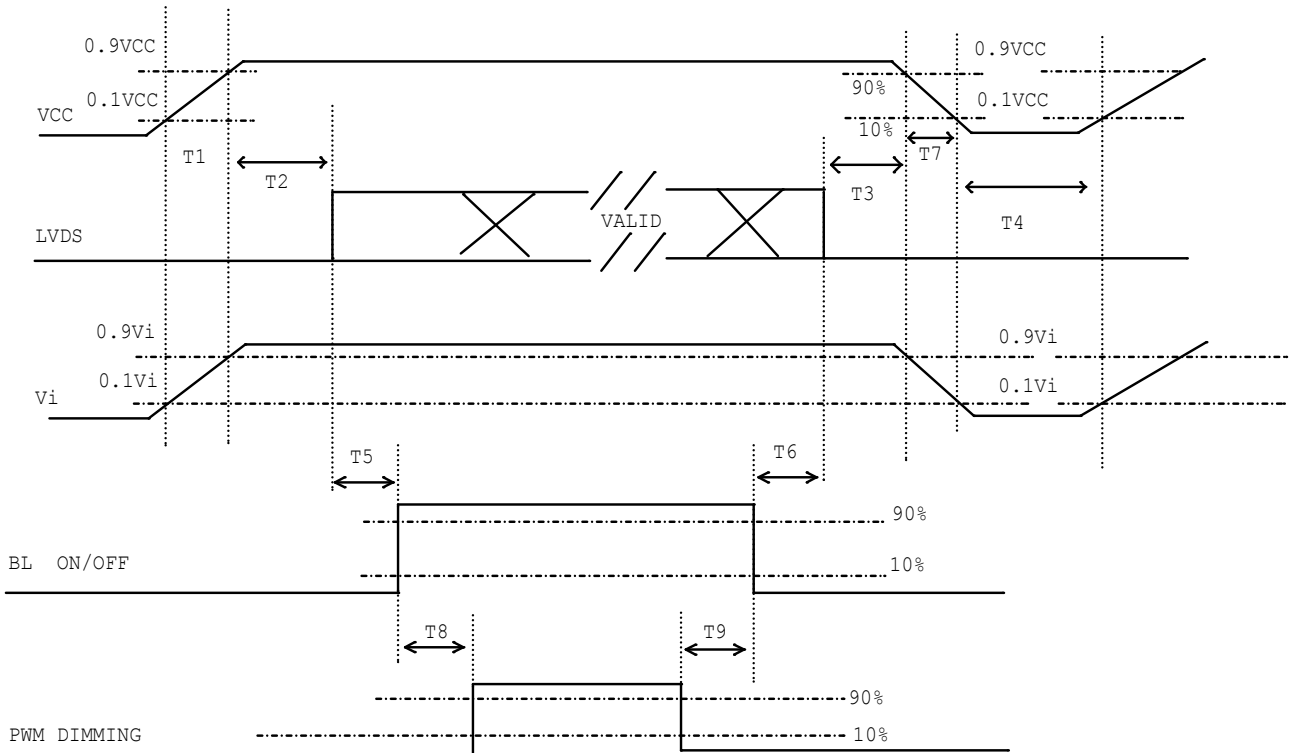 0.9VCC
0.9VCC
90%
0.1VCC
0.1VCC
VCC
10%
T1
T2
T3
T7
T4
VALID
LVDS
0.9Vi
0.9Vi
0.1Vi
0.1Vi
Vi
T5
T6
90%
BL ON/OFF
10%
T8
T9
90%
PWM DIMMING
10%